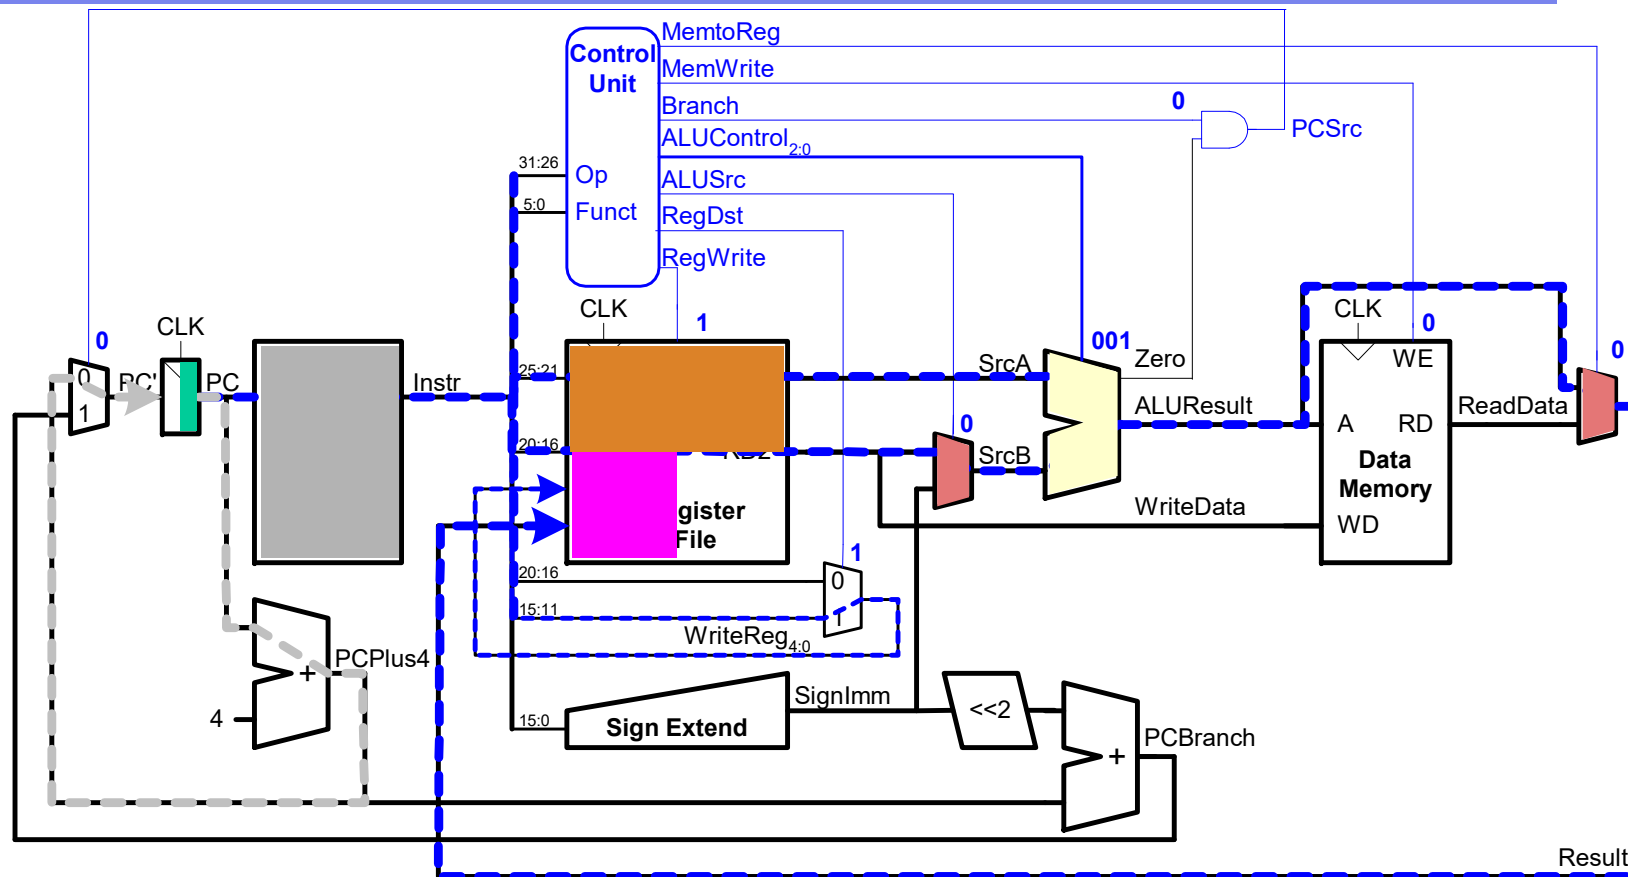 MemtoReg
Control
Unit
MemWrite
Branch
0
PCSrc
ALUControl2:0
31:26
Op
ALUSrc
5:0
Funct
RegDst
RegWrite
CLK
CLK
CLK
0
1
001
0
0
Zero
WE
SrcA
0
PC'
PC
Instr
25:21
1
0
ALUResult
ReadData
A
RD
20:16
SrcB
Data
Memory
WriteData
WD
gister
File
1
20:16
0
15:11
1
WriteReg4:0
PCPlus4
+
4
SignImm
<<2
15:0
Sign Extend
PCBranch
+
Result